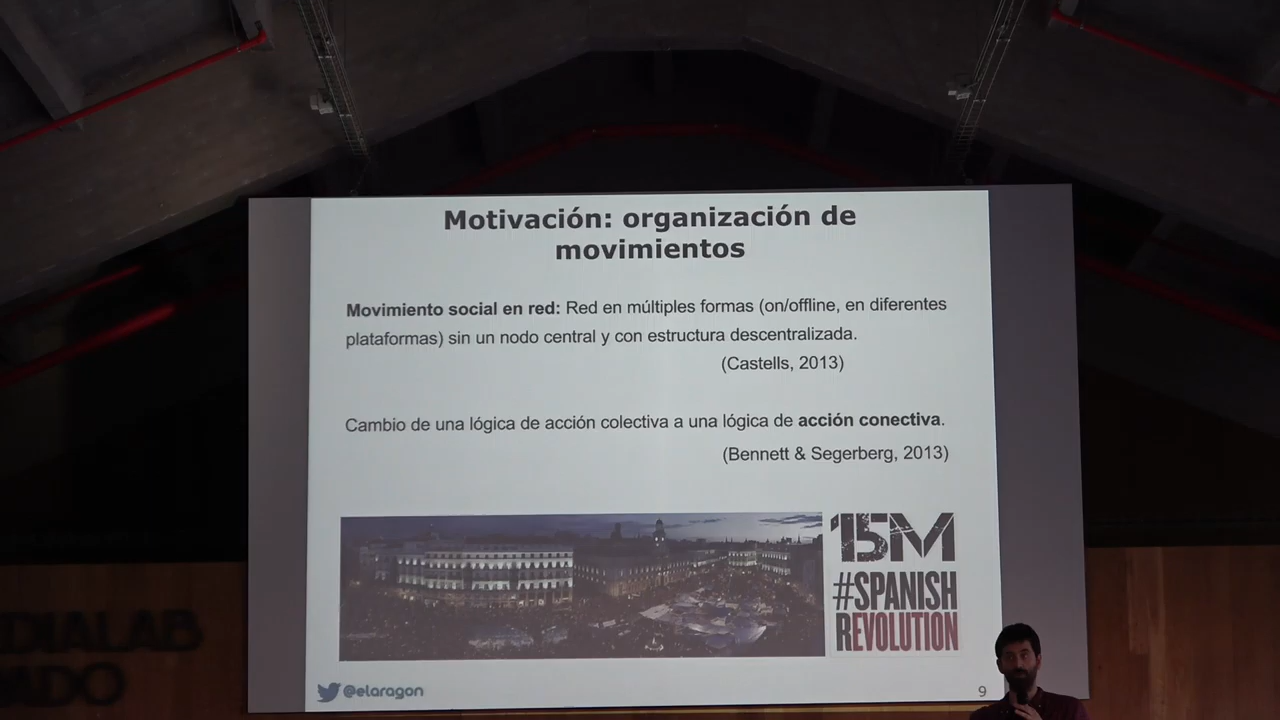 Motivación: organización de
movimientos
Movimiento social en red: Red en múltiples formas (on/offline, en diferentes
plataformas) sin un nodo central y con estructura descentralizada.
(Castells, 2013)
Cambio de una lógica de acción colectiva a una lógica de acción conectiva.
(Bennett & Segerberg, 2013)
15M
#SPANISH
REVOLUTION
@elaragon
9
DIALAB
ADO